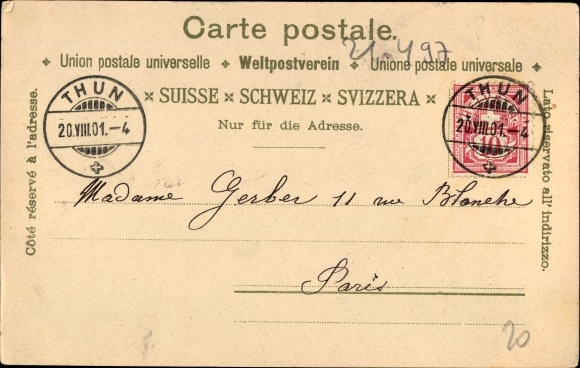 Carte postale.
21-4 97
Union postale universelle Weltpostverein Unione postale universale
SUISSE × SCHWEIZ × SVIZZERA
Nur für die Adresse.
Côté réservé à l'adresse.
Lato riservato all' indirizzo.
THUN
20.VIII.01.-4
THUN
20.VIII.01.-4
10
Madame Gerber 11 rue Blanche
Paris
20